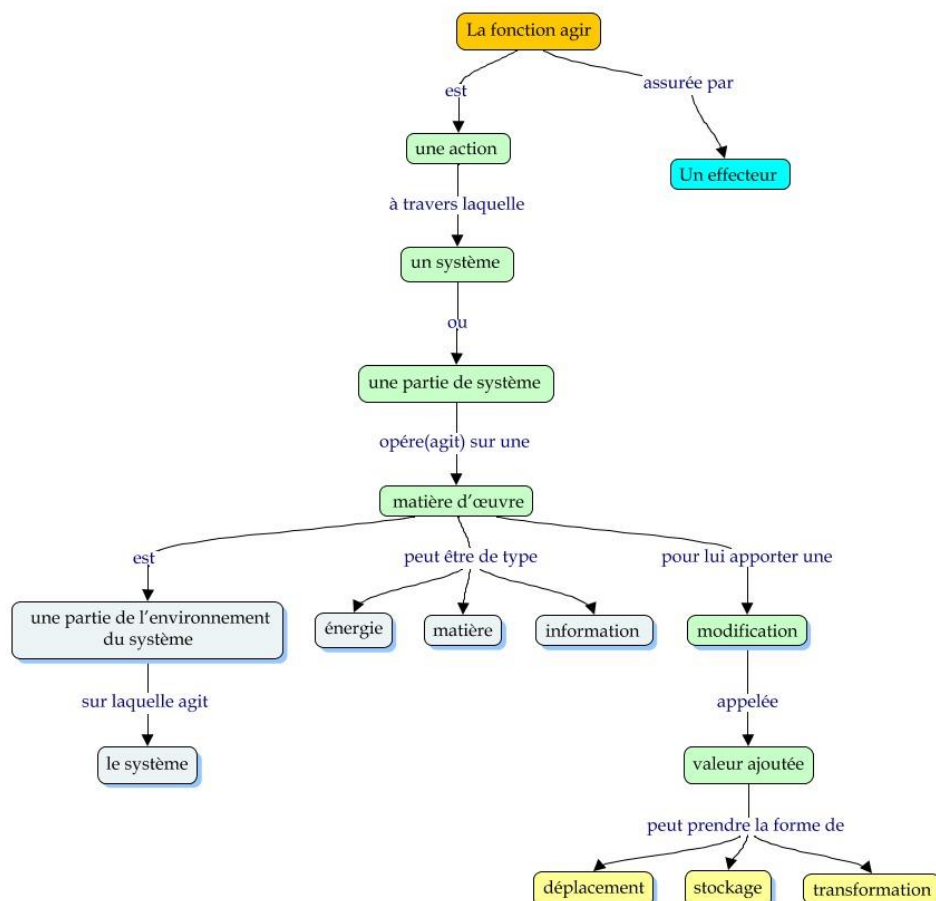 La fonction agir
est
assurée par
une action
Un effecteur
à travers laquelle
un système
ou
une partie de système
opére(agit) sur une
matière d'œuvre
est
peut être de type
pour lui apporter une
une partie de l'environnement
du système
énergie
matière
information
modification
sur laquelle agit
appelée
le système
valeur ajoutée
peut prendre la forme de
déplacement
stockage
transformation